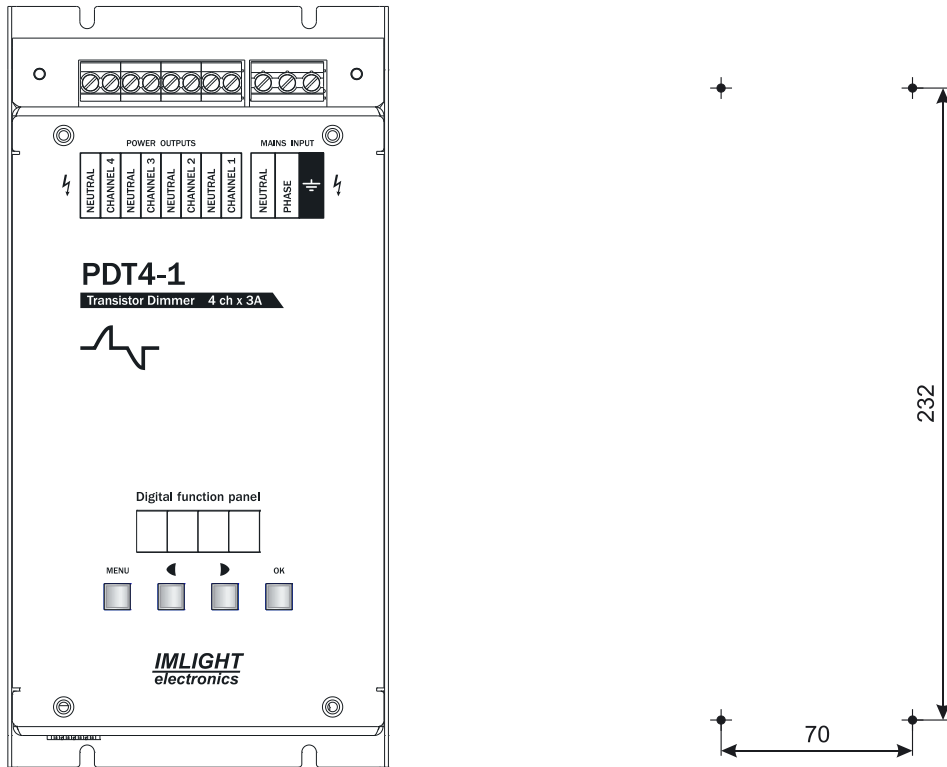 POWER OUTPUTS MAINS INPUT
NEUTRAL
CHANNEL 4
NEUTRAL
CHANNEL 3
NEUTRAL
CHANNEL 2
NEUTRAL
CHANNEL 1
NEUTRAL
PHASE
PDT4-1
Transistor Dimmer 4 ch x 3A
232
Digital function panel
MENU OK
IMLIGHT
electronics
70